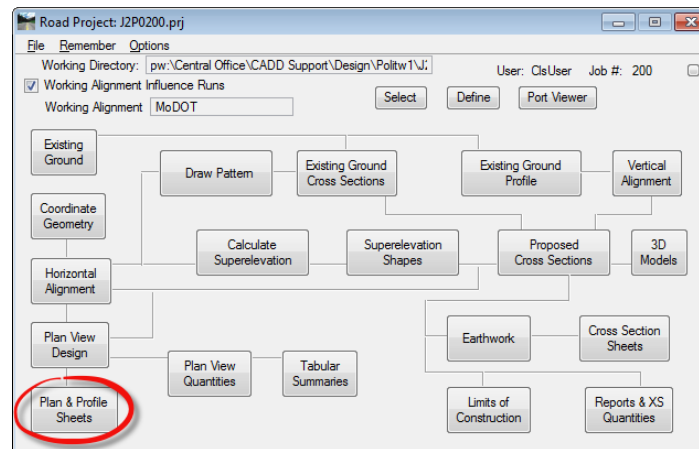 Road Project: J2P0200.prj
File Remember Options
Working Directory: pw:\Central Office\CADD Support\Design\Politw1\J2
User: ClsUser Job #: 200
Working Alignment Influence Runs
Working Alignment MoDOT
Select Define Port Viewer
Existing
Ground
Draw Pattern
Existing Ground
Cross Sections
Existing Ground
Profile
Vertical
Alignment
Coordinate
Geometry
Calculate
Superelevation
Superelevation
Shapes
Proposed
Cross Sections
3D
Models
Horizontal
Alignment
Plan View
Design
Plan View
Quantities
Tabular
Summaries
Earthwork
Cross Section
Sheets
Plan & Profile
Sheets
Limits of
Construction
Reports & XS
Quantities